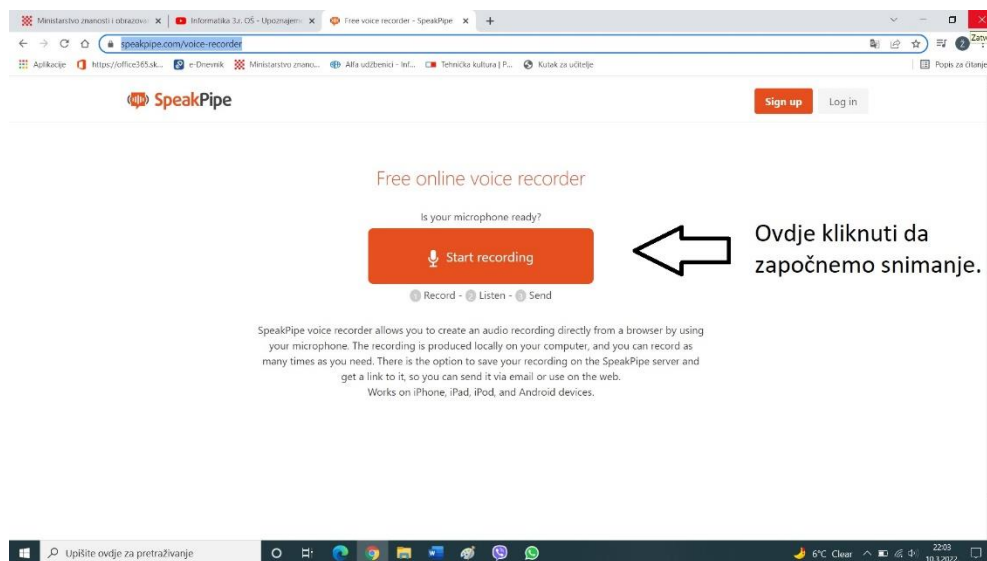 Ministarstvo znanosti i obrazova
Informatika 3.r. OŠ - Upoznajem
Free voice recorder - SpeakPipe
speakpipe.com/voice-recorder
2
Zatv
Aplikacije
https://office365.sk...
e-Dnevnik
Ministarstvo znano...
Alfa udžbenici - Inf...
Tehnička kultura | P...
Kutak za učitelje
Popis za čitanje
SpeakPipe
Sign up
Log in
Free online voice recorder
Is your microphone ready?
Start recording
Ovdje kliknuti da
započnemo snimanje.
1 Record - 2 Listen - 3 Send
SpeakPipe voice recorder allows you to create an audio recording directly from a browser by using
your microphone. The recording is produced locally on your computer, and you can record as
many times as you need. There is the option to save your recording on the SpeakPipe server and
get a link to it, so you can send it via email or use on the web.
Works on iPhone, iPad, iPod, and Android devices.
Upišite ovdje za pretraživanje
6°C Clear
22:03
10.3.2022.